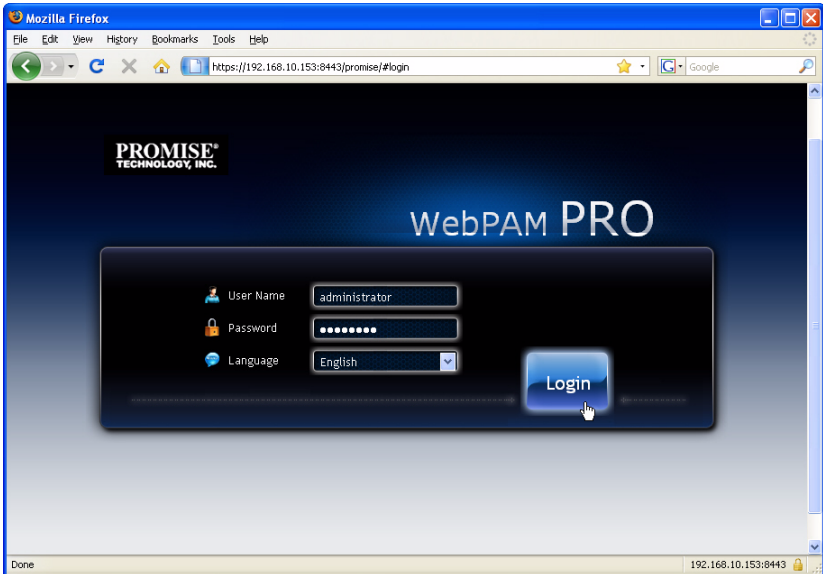 Mozilla Firefox
File Edit View History Bookmarks Tools Help
https://192.168.10.153:8443/promise/#login
G Google
PROMISE®
TECHNOLOGY, INC.
WebPAM PRO
User Name administrator
Password ●●●●●●●●
Language English
Login
Done 192.168.10.153:8443